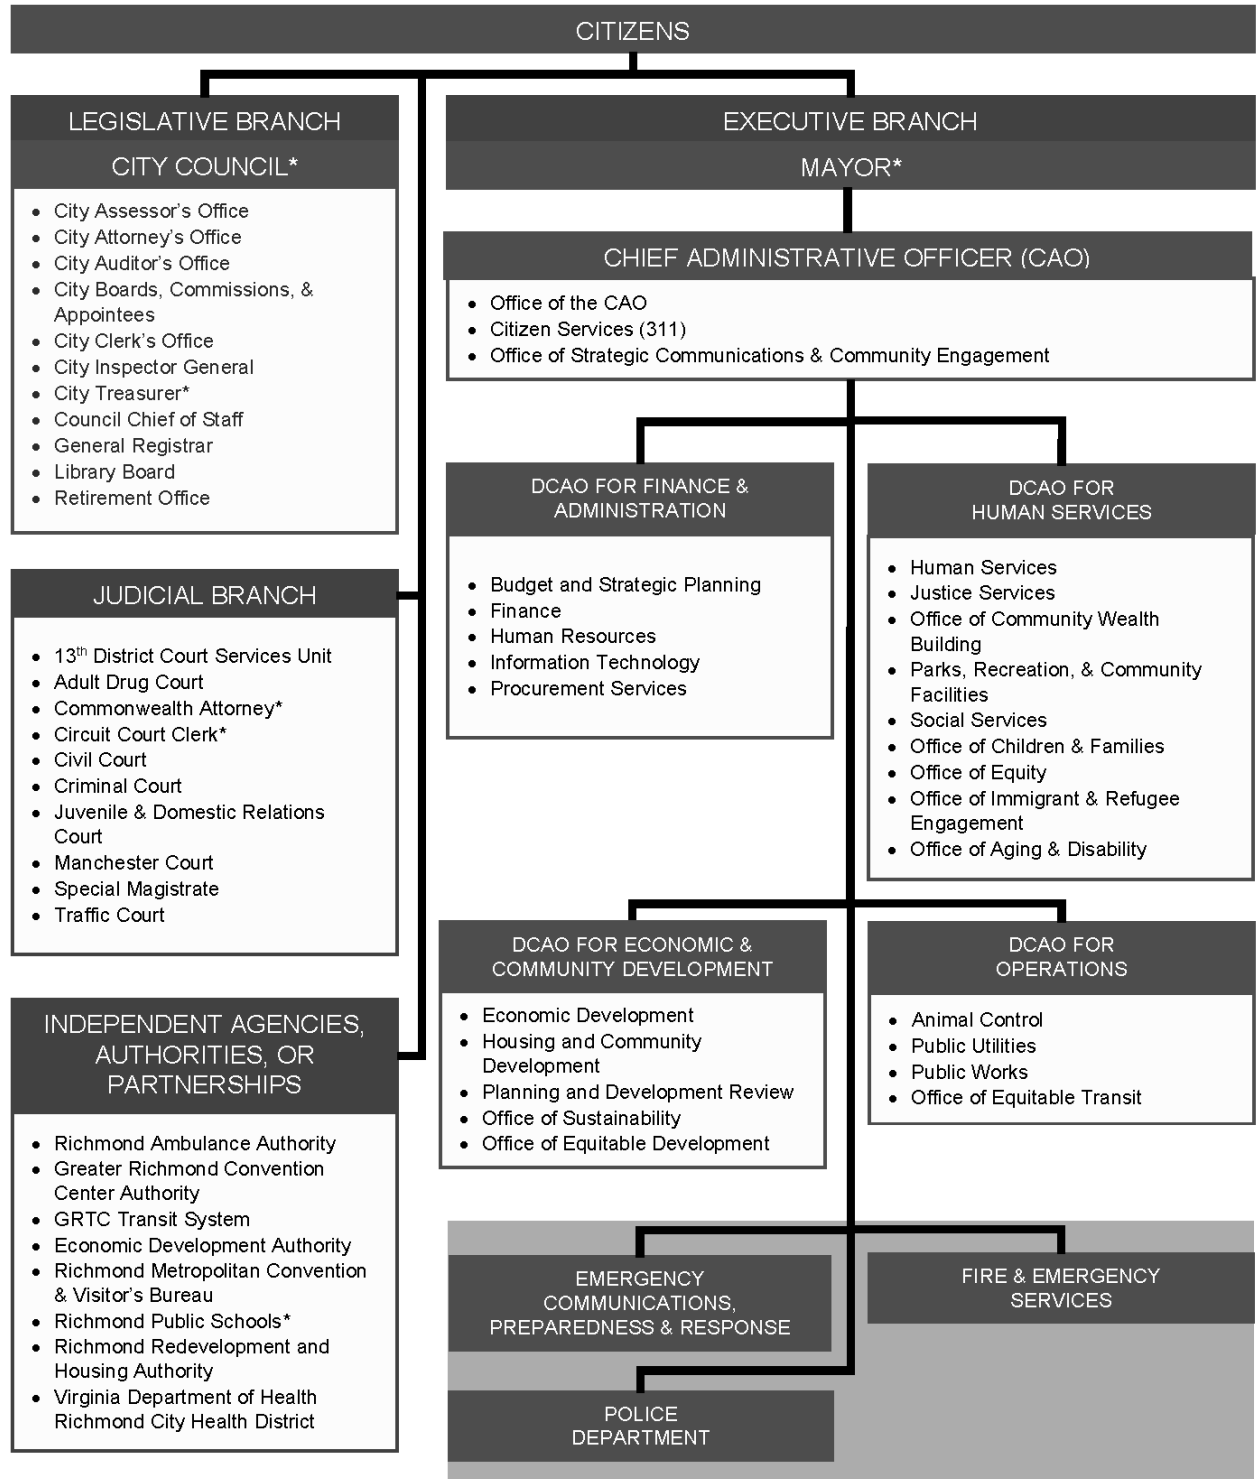 CITIZENS
LEGISLATIVE BRANCH
CITY COUNCIL*
• City Assessor's Office
• City Attorney's Office
• City Auditor's Office
• City Boards, Commissions, &
Appointees
• City Clerk's Office
• City Inspector General
• City Treasurer*
• Council Chief of Staff
• General Registrar
• Library Board
• Retirement Office
JUDICIAL BRANCH
• 13th District Court Services Unit
• Adult Drug Court
• Commonwealth Attorney*
• Circuit Court Clerk*
• Civil Court
• Criminal Court
• Juvenile & Domestic Relations
Court
• Manchester Court
• Special Magistrate
• Traffic Court
INDEPENDENT AGENCIES,
AUTHORITIES, OR
PARTNERSHIPS
• Richmond Ambulance Authority
• Greater Richmond Convention
Center Authority
• GRTC Transit System
• Economic Development Authority
• Richmond Metropolitan Convention
& Visitor's Bureau
• Richmond Public Schools*
• Richmond Redevelopment and
Housing Authority
• Virginia Department of Health
Richmond City Health District
EXECUTIVE BRANCH
MAYOR*
CHIEF ADMINISTRATIVE OFFICER (CAO)
• Office of the CAO
• Citizen Services (311)
• Office of Strategic Communications & Community Engagement
DCAO FOR FINANCE &
ADMINISTRATION
• Budget and Strategic Planning
• Finance
• Human Resources
• Information Technology
• Procurement Services
DCAO FOR
HUMAN SERVICES
• Human Services
• Justice Services
• Office of Community Wealth
Building
• Parks, Recreation, & Community
Facilities
• Social Services
• Office of Children & Families
• Office of Equity
• Office of Immigrant & Refugee
Engagement
• Office of Aging & Disability
DCAO FOR ECONOMIC &
COMMUNITY DEVELOPMENT
• Economic Development
• Housing and Community
Development
• Planning and Development Review
• Office of Sustainability
• Office of Equitable Development
DCAO FOR
OPERATIONS
• Animal Control
• Public Utilities
• Public Works
• Office of Equitable Transit
EMERGENCY
COMMUNICATIONS,
PREPAREDNESS & RESPONSE
FIRE & EMERGENCY
SERVICES
POLICE
DEPARTMENT